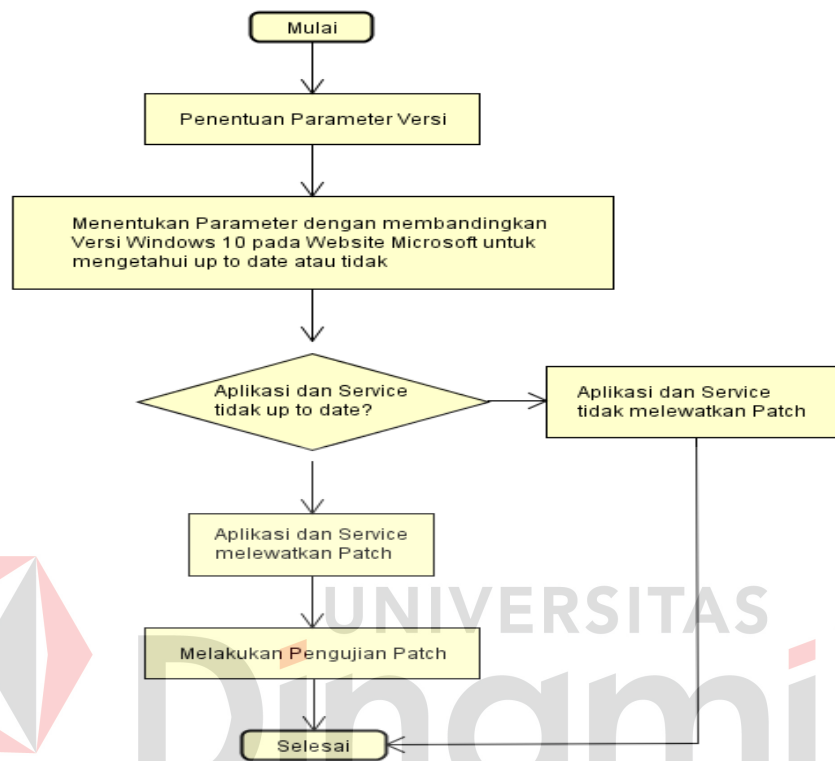 Mulai
Penentuan Parameter Versi
Menentukan Parameter dengan membandingkan
Versi Windows 10 pada Website Microsoft untuk
mengetahui up to date atau tidak
Aplikasi dan Service
tidak up to date?
Aplikasi dan Service
tidak melewatkan Patch
Aplikasi dan Service
melewatkan Patch
UNIVERSITAS
Melakukan Pengujian Patch
Dinami
Selesai